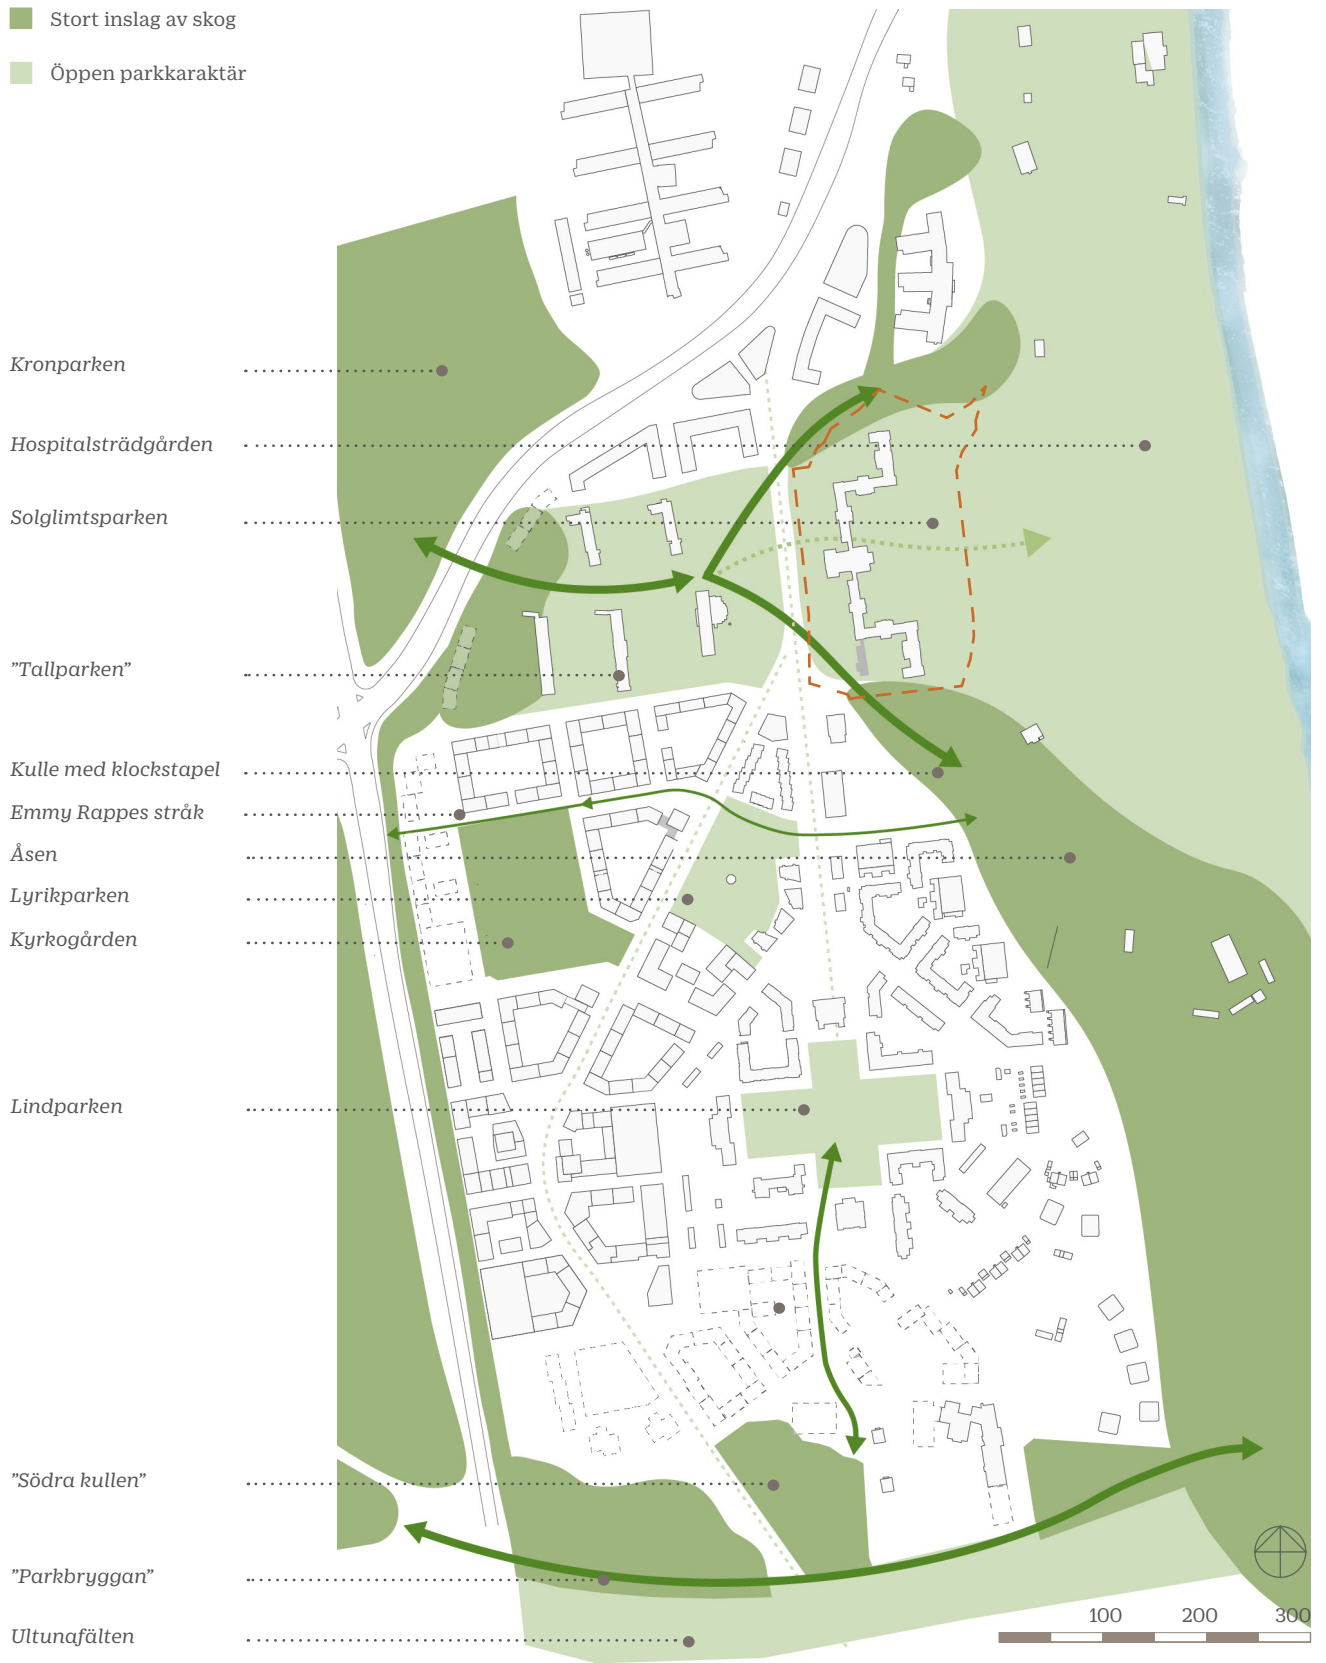 Stort inslag av skog
Öppen parkkaraktär
Kronparken
Hospitalsträdgården
Solglimtsparken
”Tallparken”
Kulle med klockstapel
Emmy Rappes stråk
Åsen
Lyrikparken
Kyrkogården
Lindparken
”Södra kullen”
”Parkbryggan”
Ultunafälten
100 200 300